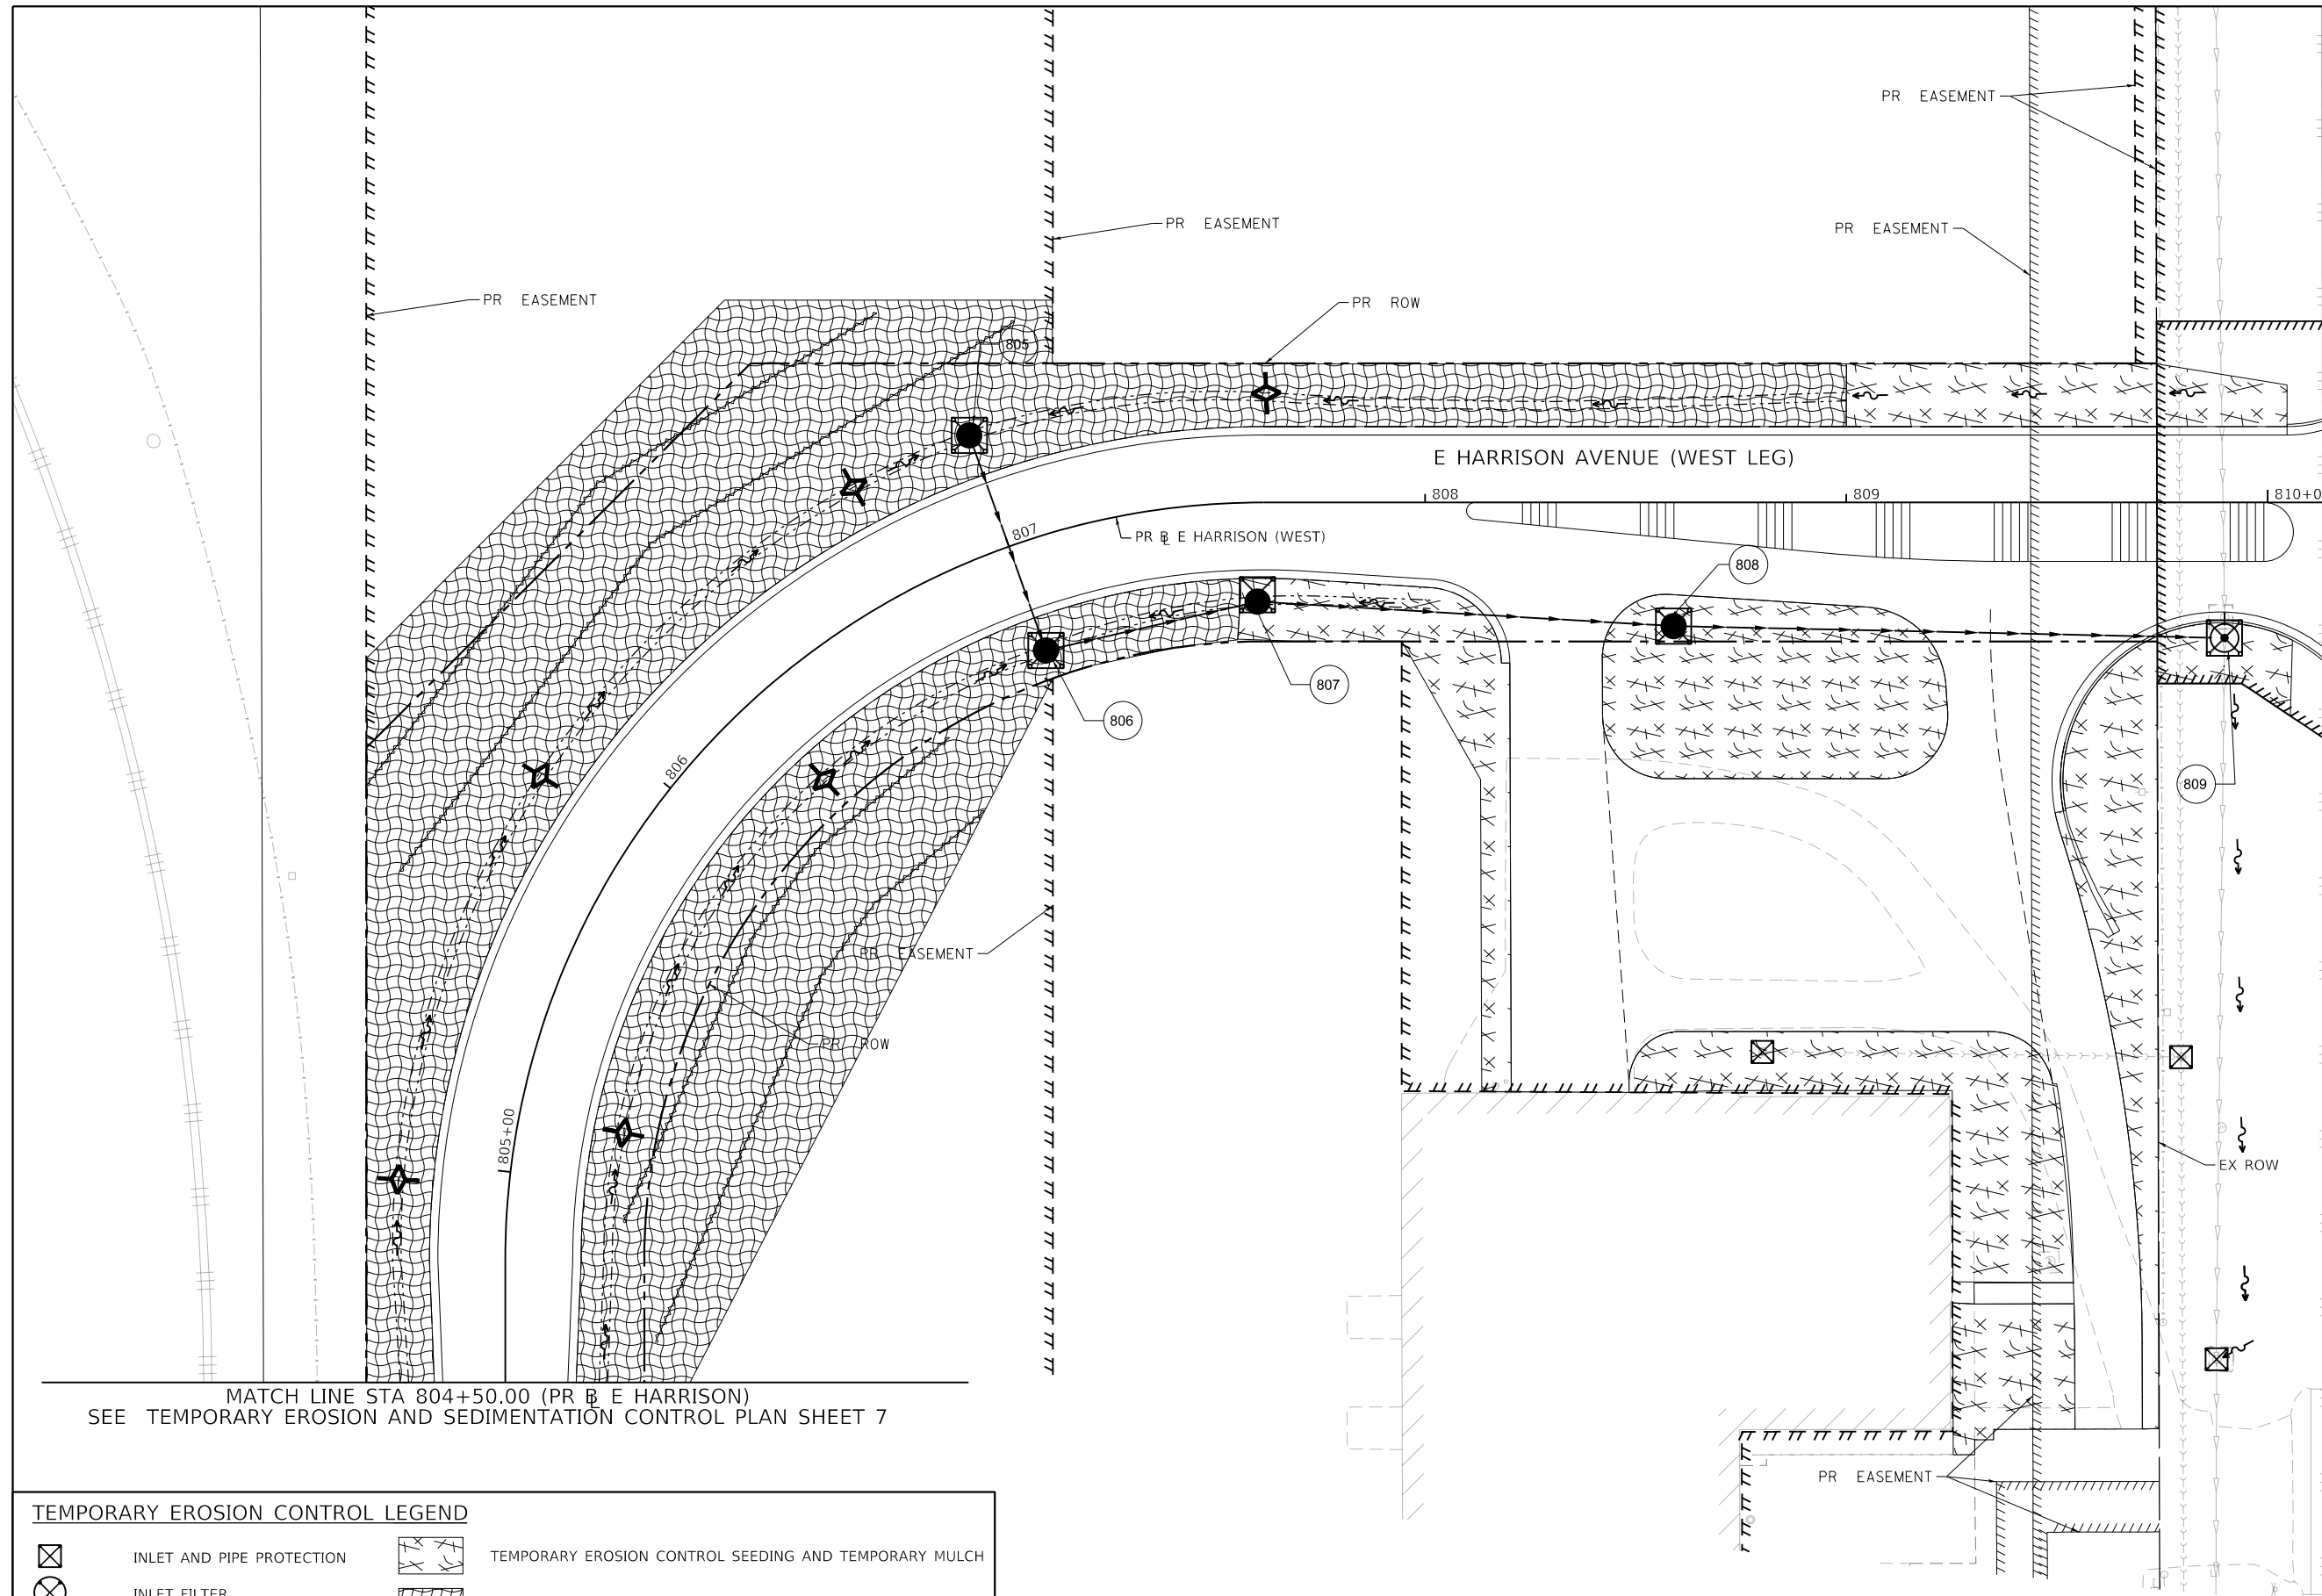 PR EASEMENT
PR EASEMENT
PR EASEMENT
PR EASEMENT
PR ROW
805
E HARRISON AVENUE (WEST LEG)
808
809
810+0
807
PR BL E HARRISON (WEST)
808
807
806
806
809
PR EASEMENT
PR ROW
805+00
EX ROW
MATCH LINE STA 804+50.00 (PR BL E HARRISON)
SEE TEMPORARY EROSION AND SEDIMENTATION CONTROL PLAN SHEET 7
PR EASEMENT
TEMPORARY EROSION CONTROL LEGEND
INLET AND PIPE PROTECTION
TEMPORARY EROSION CONTROL SEEDING AND TEMPORARY MULCH
INLET FILTER